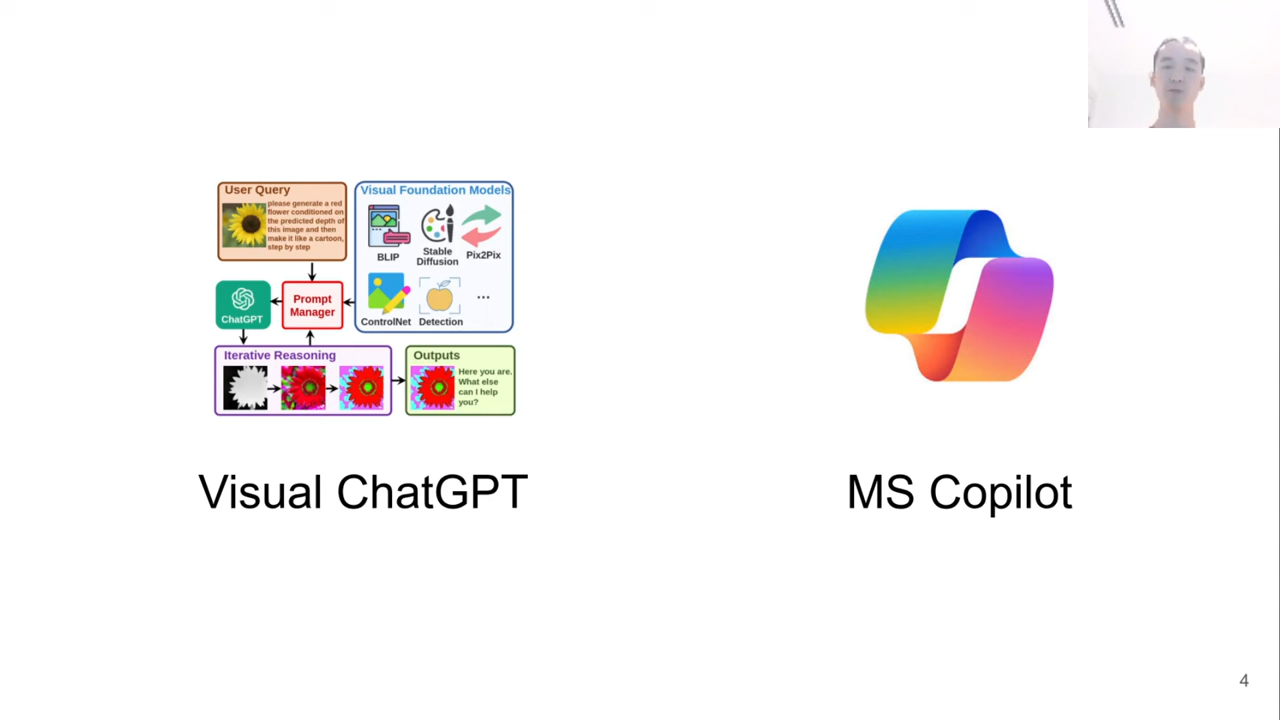 User Query
please generate a red
flower conditioned on
the predicted depth of
this image and then
make it like a cartoon,
step by step
Visual Foundation Models
BLIP
Stable
Diffusion
Pix2Pix
ControlNet
Detection
...
ChatGPT
Prompt
Manager
Iterative Reasoning
Outputs
Here you are.
What else
can I help
you?
Visual ChatGPT
MS Copilot
4